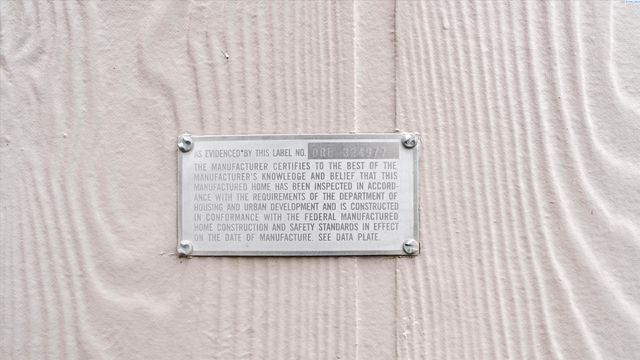 AS EVIDENCED BY THIS LABEL NO. ORE 334977
THE MANUFACTURER CERTIFIES TO THE BEST OF THE
MANUFACTURER'S KNOWLEDGE AND BELIEF THAT THIS
MANUFACTURED HOME HAS BEEN INSPECTED IN ACCORD-
ANCE WITH THE REQUIREMENTS OF THE DEPARTMENT OF
HOUSING AND URBAN DEVELOPMENT AND IS CONSTRUCTED
IN CONFORMANCE WITH THE FEDERAL MANUFACTURED
HOME CONSTRUCTION AND SAFETY STANDARDS IN EFFECT
ON THE DATE OF MANUFACTURE. SEE DATA PLATE.